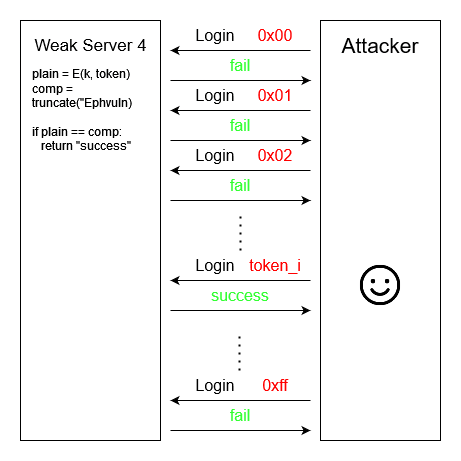 Weak Server 4
plain = E(k, token)
comp =
truncate("Ephvuln)
if plain == comp:
return "success"
Login 0x00
fail
Login 0x01
fail
Login 0x02
fail
Login token_i
success
Login 0xff
fail
Attacker